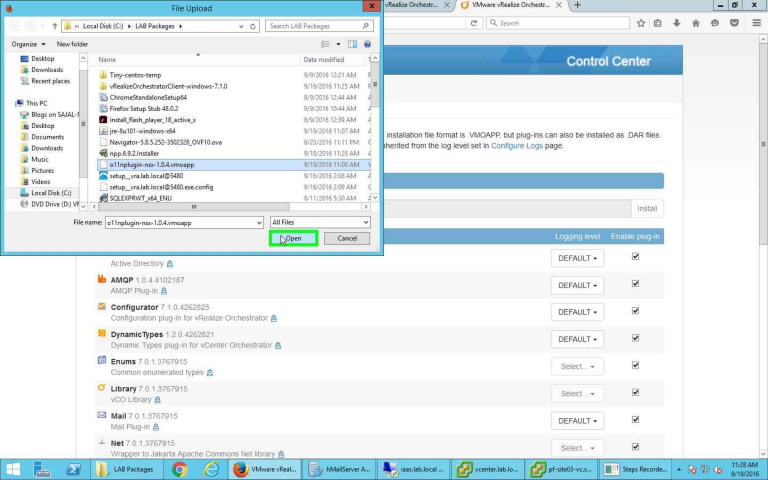 File Upload
x
vRealize Orchestr...
VMware vRealize Orchestr...
« Local Disk (C:) ▸ LAB Packages ▸
Search LAB Packages
Search
Organize
New folder
Name
Date modified
Desktop
Downloads
Recent places
This PC
Desktop
Documents
Downloads
Music
Pictures
Videos
Local Disk (C:)
Tiny-centos-temp 9/9/2016 12:21 AM
vRealizeOrchestratorClient-windows-7.1.0 9/19/2016 11:25 AM
ChromeStandaloneSetup64 9/9/2016 12:44 AM
Firefox Setup Stub 48.0.2 9/9/2016 10:44 AM
install_flash_player_18_active_x 8/9/2016 12:39 AM
jre-8u101-windows-x64 9/19/2016 11:07 AM
Navigator-5.8.5.252-3502328_OVF10.ova 8/23/2016 11:11 PM
npp.6.9.2.Installer 9/18/2016 11:29 AM
o11nplugin-nsx-1.0.4.vmoapp 9/19/2016 11:00 AM
setup__vra.lab.local@5480 9/16/2016 2:08 AM
setup__vra.lab.local@5480.exe.config 9/16/2016 2:09 AM
SQLEXPRWT_x64_ENU 8/11/2016 5:30 AM
File name: o11nplugin-nsx-1.0.4.vmoapp
All Files
Open
Cancel
Control Center
installation file format is .VMOAPP, but plug-ins can also be installed as .DAR files.
nherited from the log level set in Configure Logs page.
Install
Logging level Enable plug-in
Active Directory
DEFAULT
AMQP 1.0.4.4102187
AMQP Plug-in
DEFAULT
Configurator 7.1.0.4262825
Configuration plug-in for vRealize Orchestrator
DEFAULT
DynamicTypes 1.2.0.4262821
Dynamic Types plug-in for vCenter Orchestrator
DEFAULT
Enums 7.0.1.3767915
Common enumerated types
Select...
Library 7.0.1.3767915
vCO Library
Select...
Mail 7.0.1.3767915
Mail Plug-in
DEFAULT
Net 7.0.1.3767915
Wrapper to Jakarta Apache Commons Net library
Select...
LAB Packages
VMware vReal...
hMailServer A...
iaas.lab.local ...
vcenter.lab.lo...
pf-site03-vc.s...
Steps Recorde...
11:28 AM
9/19/2016